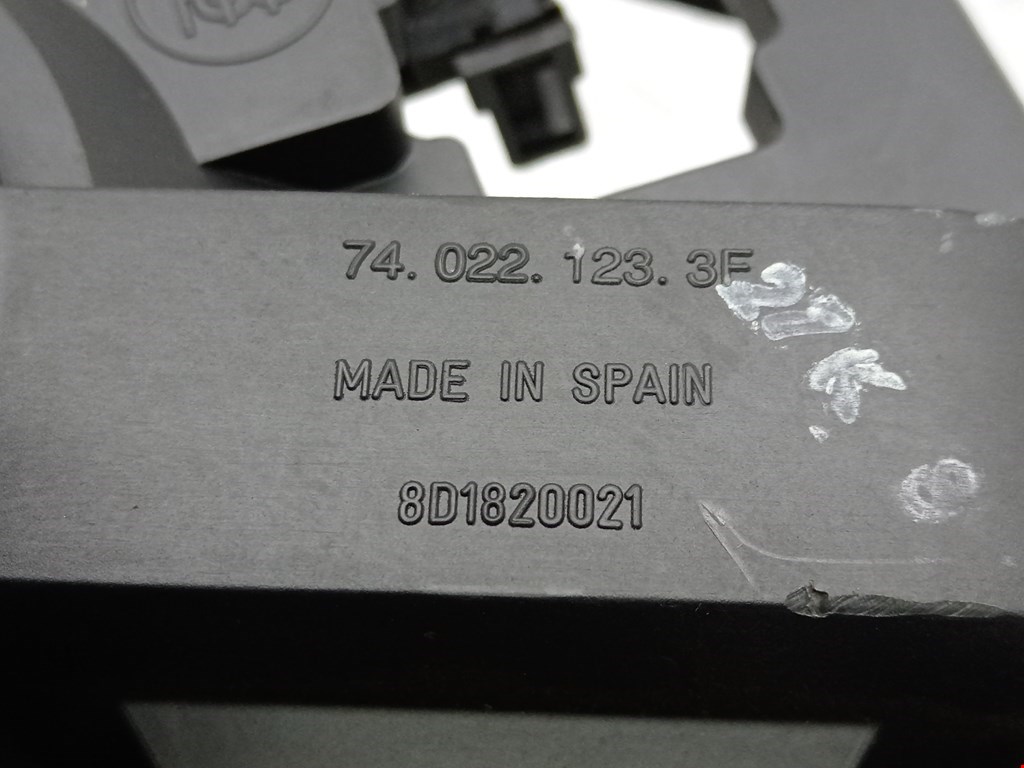 74. 022. 123. 3F
MADE IN SPAIN
8D1820021